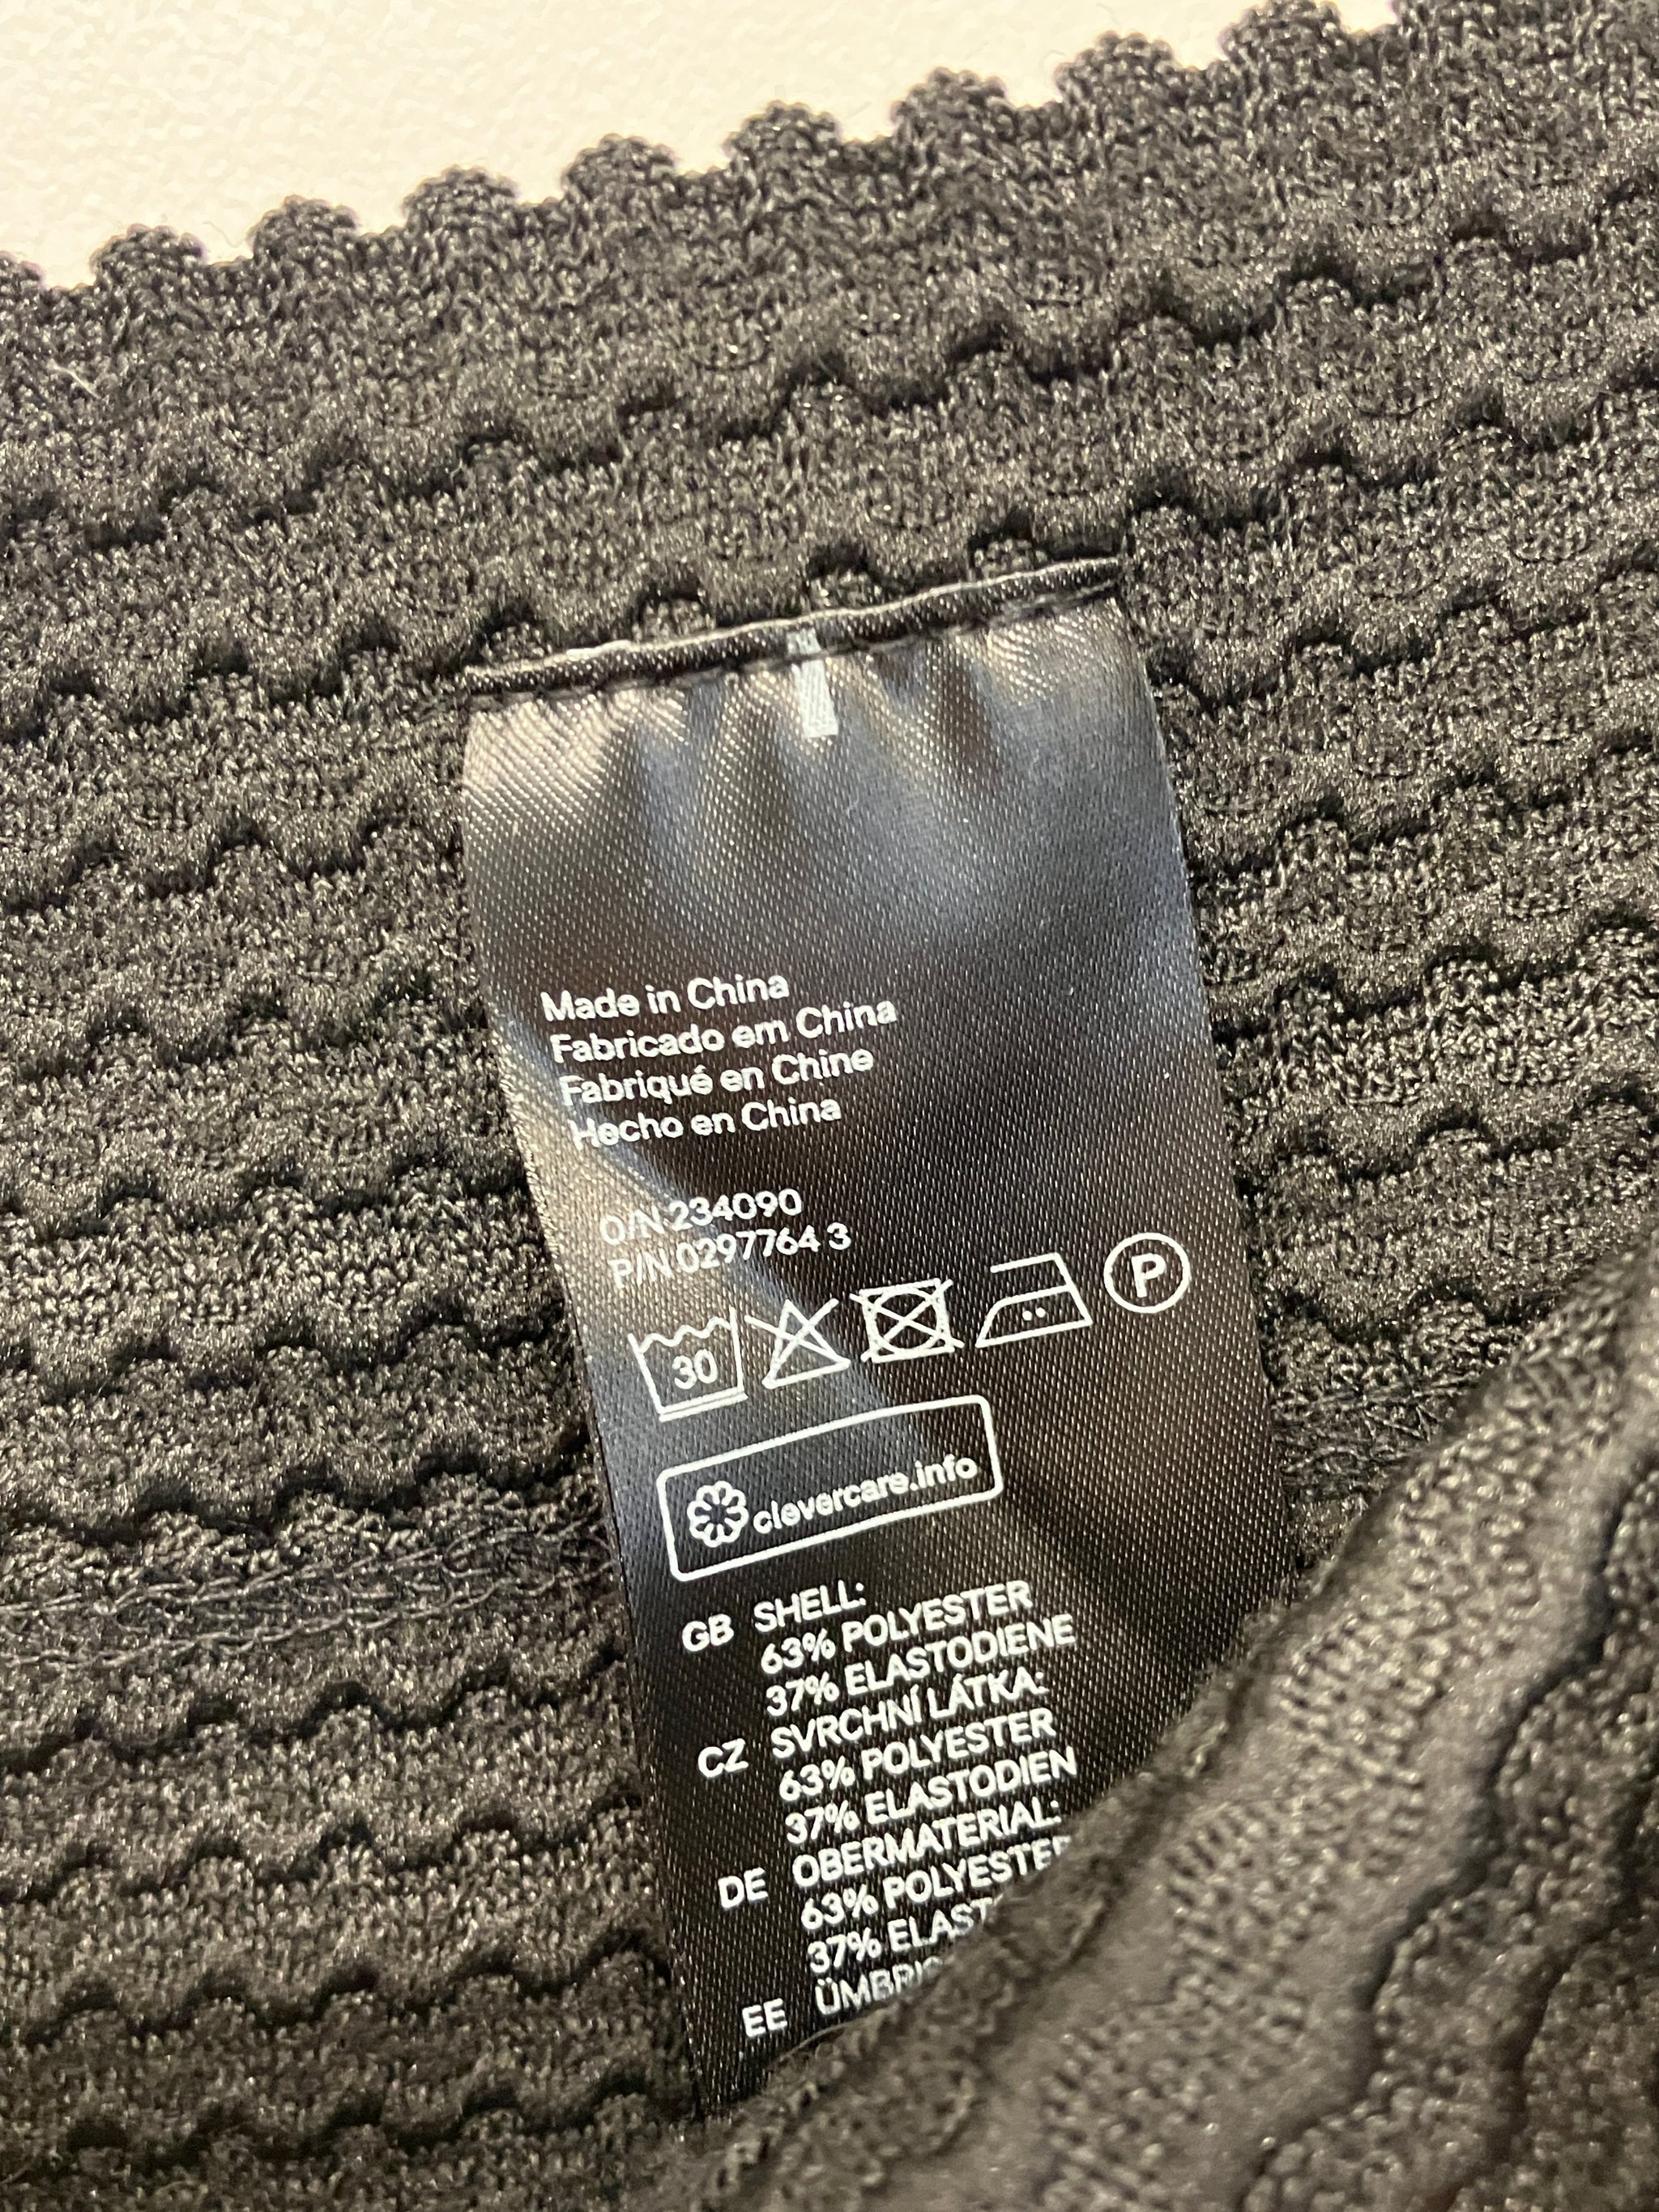 Made in China
Fabricado em China
Fabriqué en Chine
Hecho en China
O/N 234090
P/N 0297764 3
30
P
clevercare.info
GB SHELL:
63% POLYESTER
37% ELASTODIENE
CZ SVRCHNÍ LÁTKA:
63% POLYESTER
37% ELASTODIEN
DE OBERMATERIAL:
63% POLYESTER
37%
EE